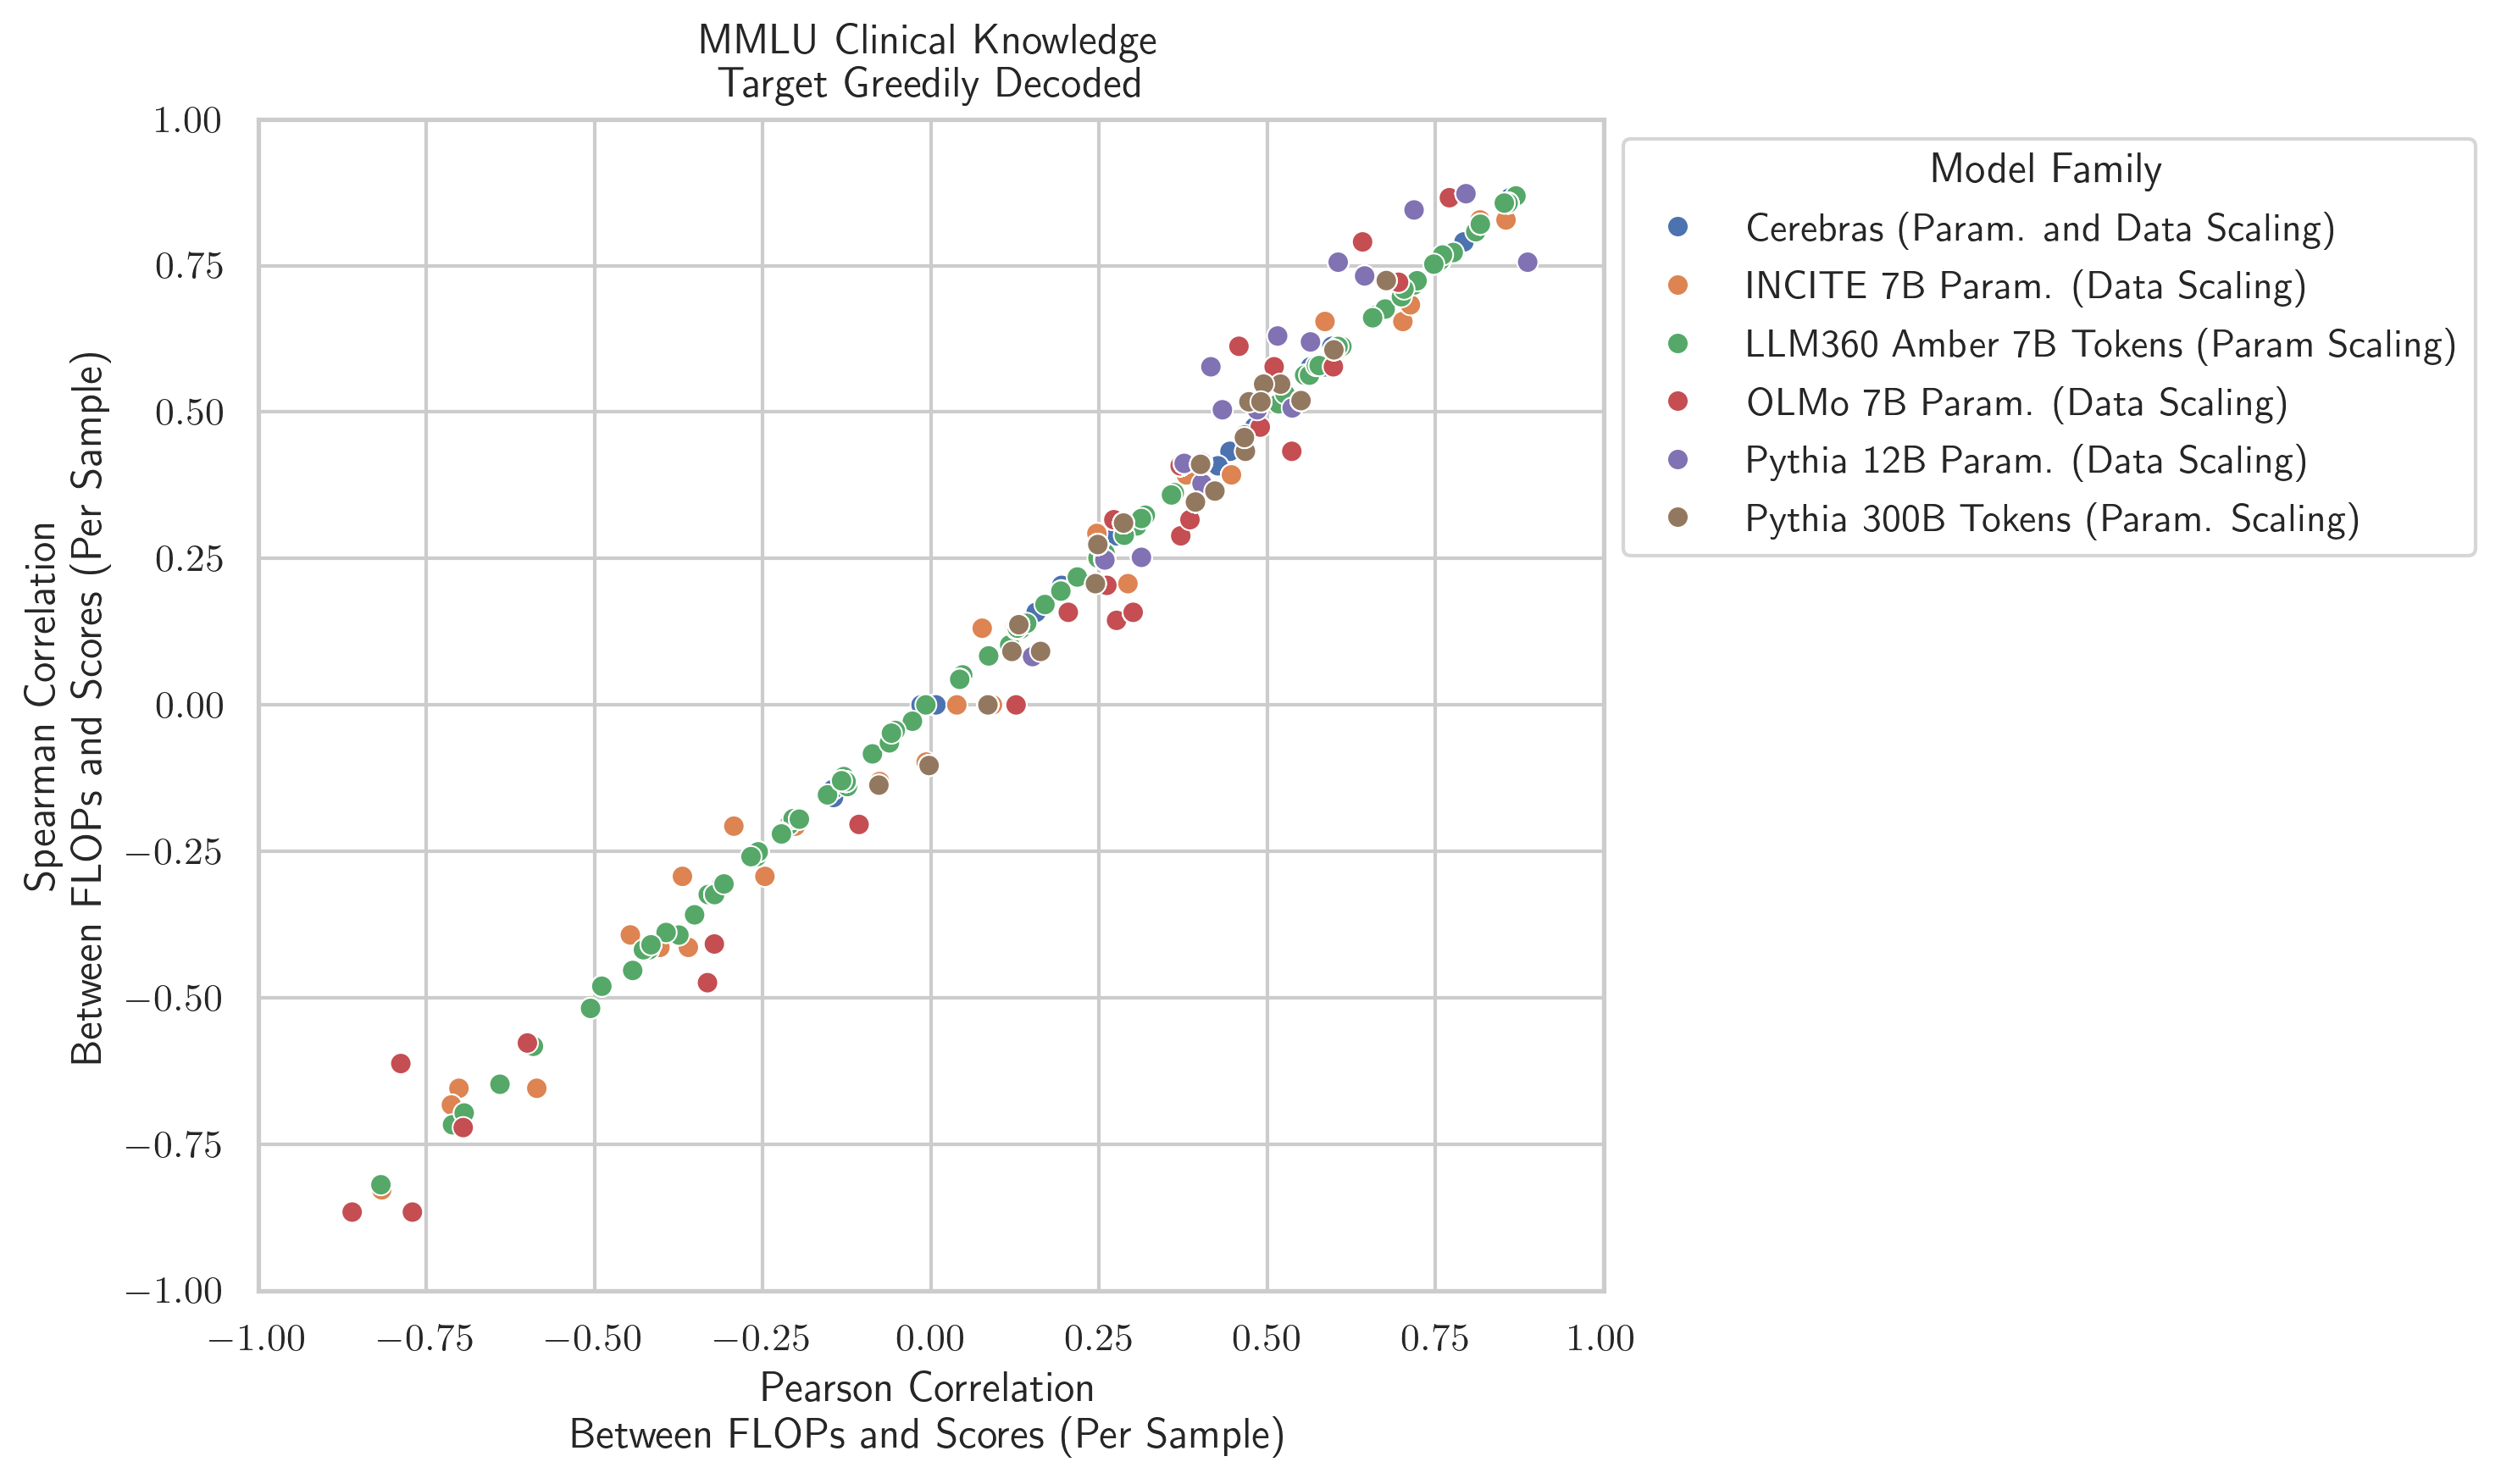 MMLU Clinical Knowledge
Target Greedily Decoded
Spearman Correlation
Between FLOPs and Scores (Per Sample)
1.00
0.75
0.50
0.25
0.00
−0.25
−0.50
−0.75
−1.00
−1.00
−0.75
−0.50
−0.25
0.00
0.25
0.50
0.75
1.00
Pearson Correlation
Between FLOPs and Scores (Per Sample)
Model Family
Cerebras (Param. and Data Scaling)
INCITE 7B Param. (Data Scaling)
LLM360 Amber 7B Tokens (Param Scaling)
OLMo 7B Param. (Data Scaling)
Pythia 12B Param. (Data Scaling)
Pythia 300B Tokens (Param. Scaling)